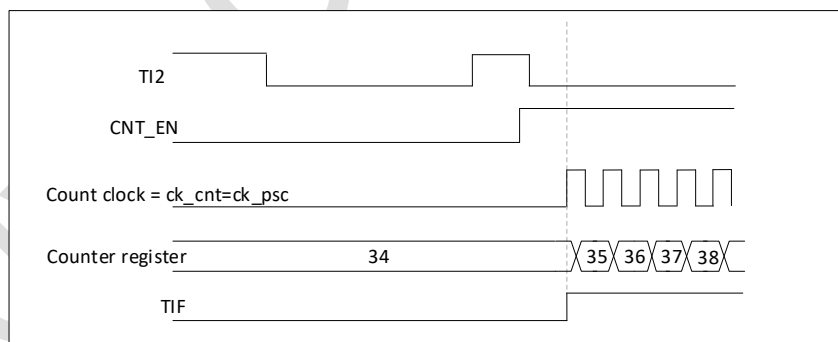 TI2
CNT_EN
Count clock = ck_cnt=ck_psc
Counter register 34 35 36 37 38
TIF